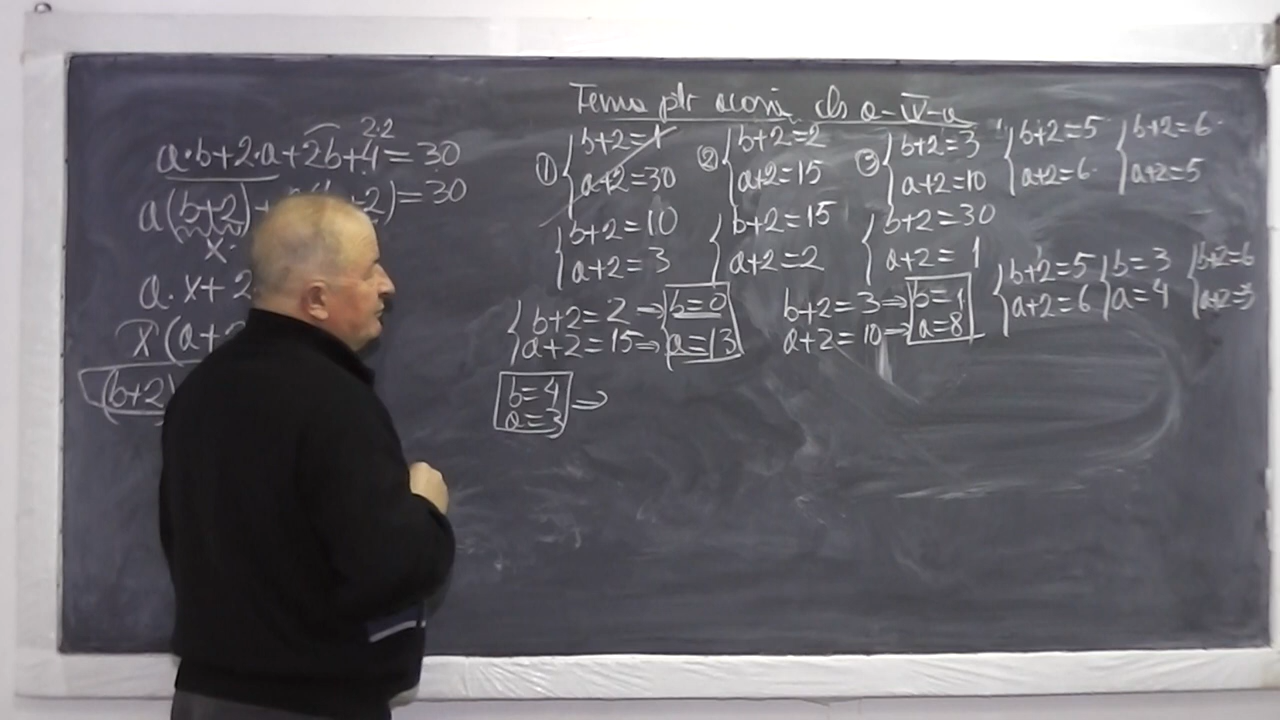 Tema ptr acasă cls a-IV-a
2·2
a·b+2·a+2b+4=30
a(b+2)+ +2)=30
x
a·x+2
x(a+2
(b+2)
① b+2=1
a+2=30
② b+2=2
a+2=15
③ b+2=3
a+2=10
b+2=5
a+2=6
b+2=6
a+2=5
b+2=10
a+2=3
b+2=15
a+2=2
b+2=30
a+2=1
b+2=5
a+2=6
b=3
a=4
b+2=6
b+2=2 → b=0
a+2=15 → a=13
b+2=3 → b=1
a+2=10 → a=8
b=4 ⇒
a=3